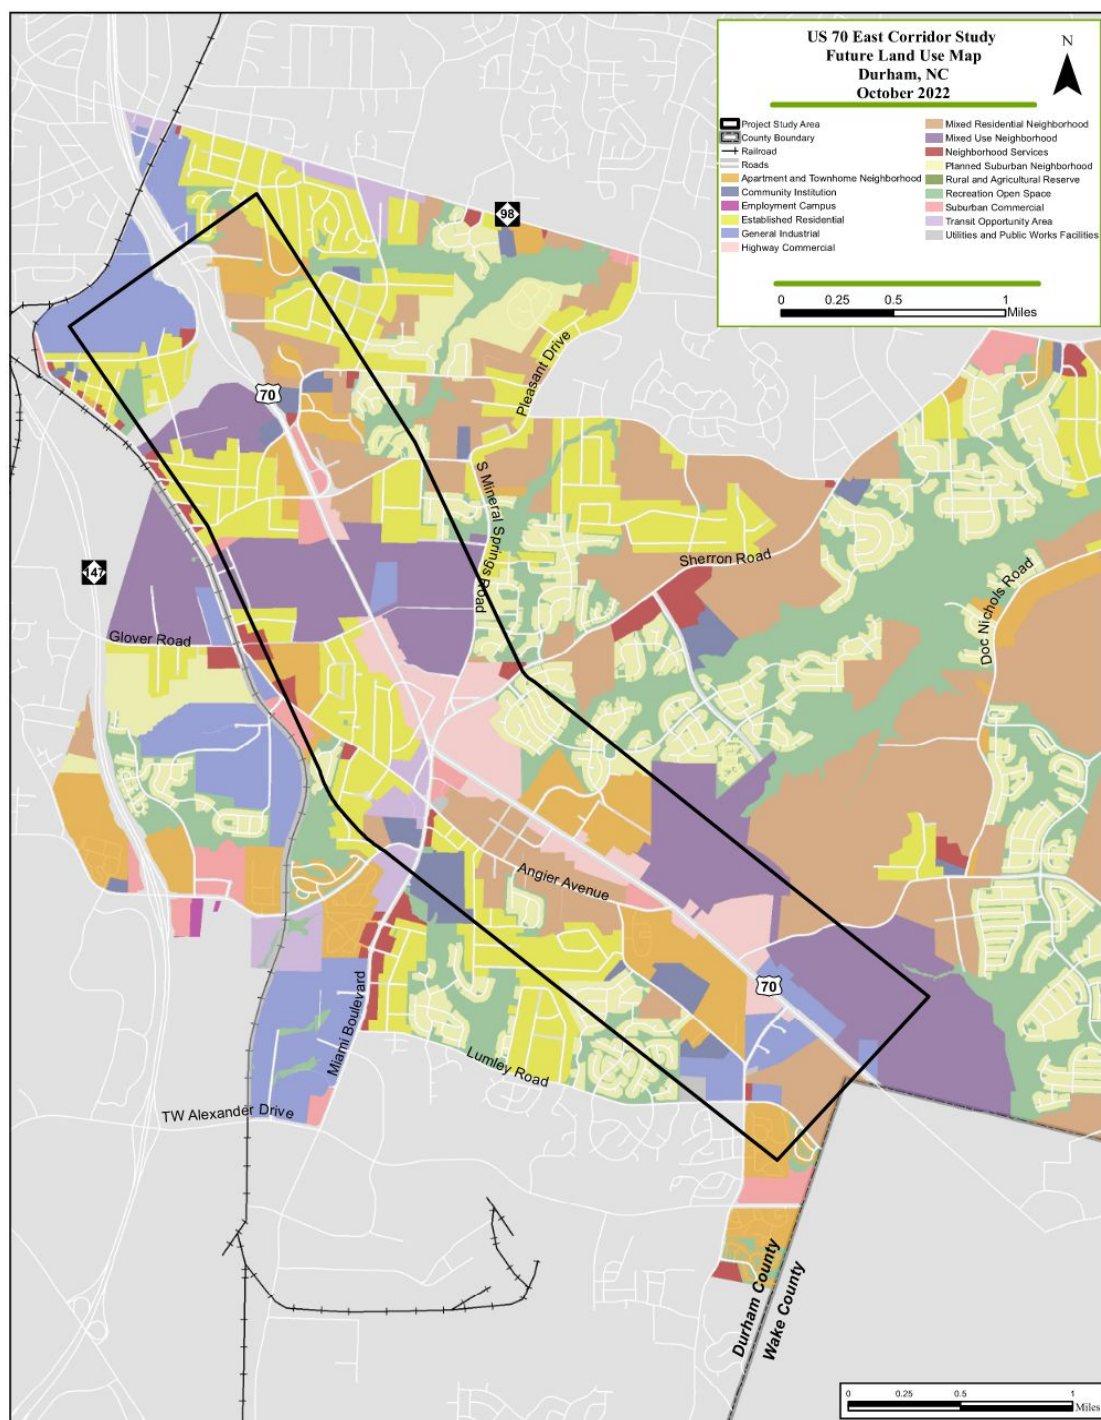 US 70 East Corridor Study
Future Land Use Map
Durham, NC
October 2022
N
Project Study Area
County Boundary
Railroad
Roads
Apartment and Townhome Neighborhood
Community Institution
Employment Campus
Established Residential
General Industrial
Highway Commercial
Mixed Residential Neighborhood
Mixed Use Neighborhood
Neighborhood Services
Planned Suburban Neighborhood
Rural and Agricultural Reserve
Recreation Open Space
Suburban Commercial
Transit Opportunity Area
Utilities and Public Works Facilities
0 0.25 0.5 1
Miles
98
70
Pleasant Drive
S Mineral Springs Road
Sherron Road
147
Glover Road
Doc Nichols Road
Angier Avenue
70
Miami Boulevard
Lumley Road
TW Alexander Drive
Durham County
Wake County
0 0.25 0.5 1
Miles